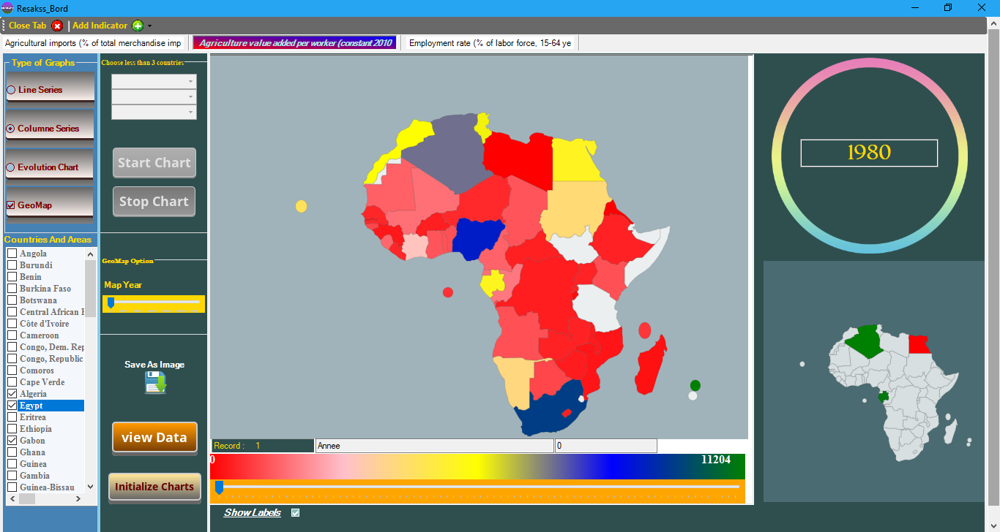 Resakss_Bord
Close Tab
Add Indicator
Agricultural imports (% of total merchandise imp
Agriculture value added per worker (constant 2010
Employment rate (% of labor force, 15-64 ye
Type of Graphs
Line Series
Columne Series
Evolution Chart
GeoMap
Countries And Areas
Angola
Burundi
Benin
Burkina Faso
Botswana
Central African
Côte d'Ivoire
Cameroon
Congo, Dem. Rep
Congo, Republic
Comoros
Cape Verde
Algeria
Egypt
Eritrea
Ethiopia
Gabon
Ghana
Guinea
Gambia
Guinea-Bissau
Choose less than 3 countries
Start Chart
Stop Chart
GeoMap Option
Map Year
Save As Image
view Data
Initialize Charts
Record : 1
Annee
0
0
11204
Show Labels
1980